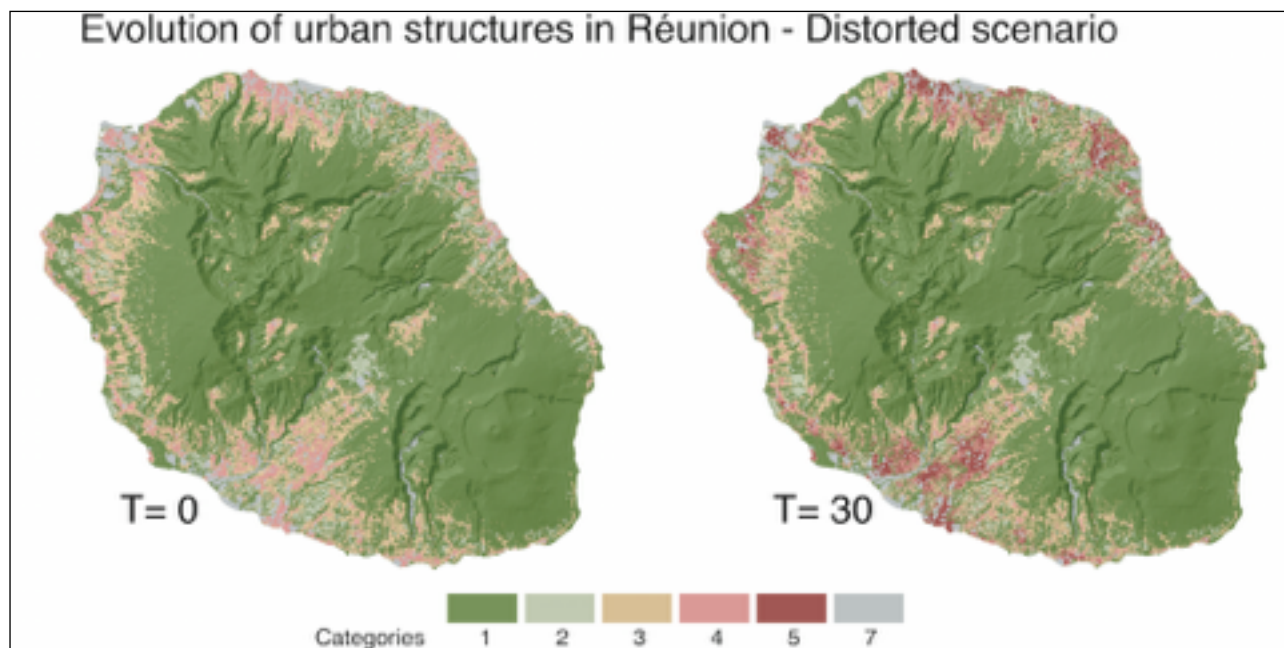 Evolution of urban structures in Réunion - Distorted scenario
T= 0
T= 30
Categories 1 2 3 4 5 7